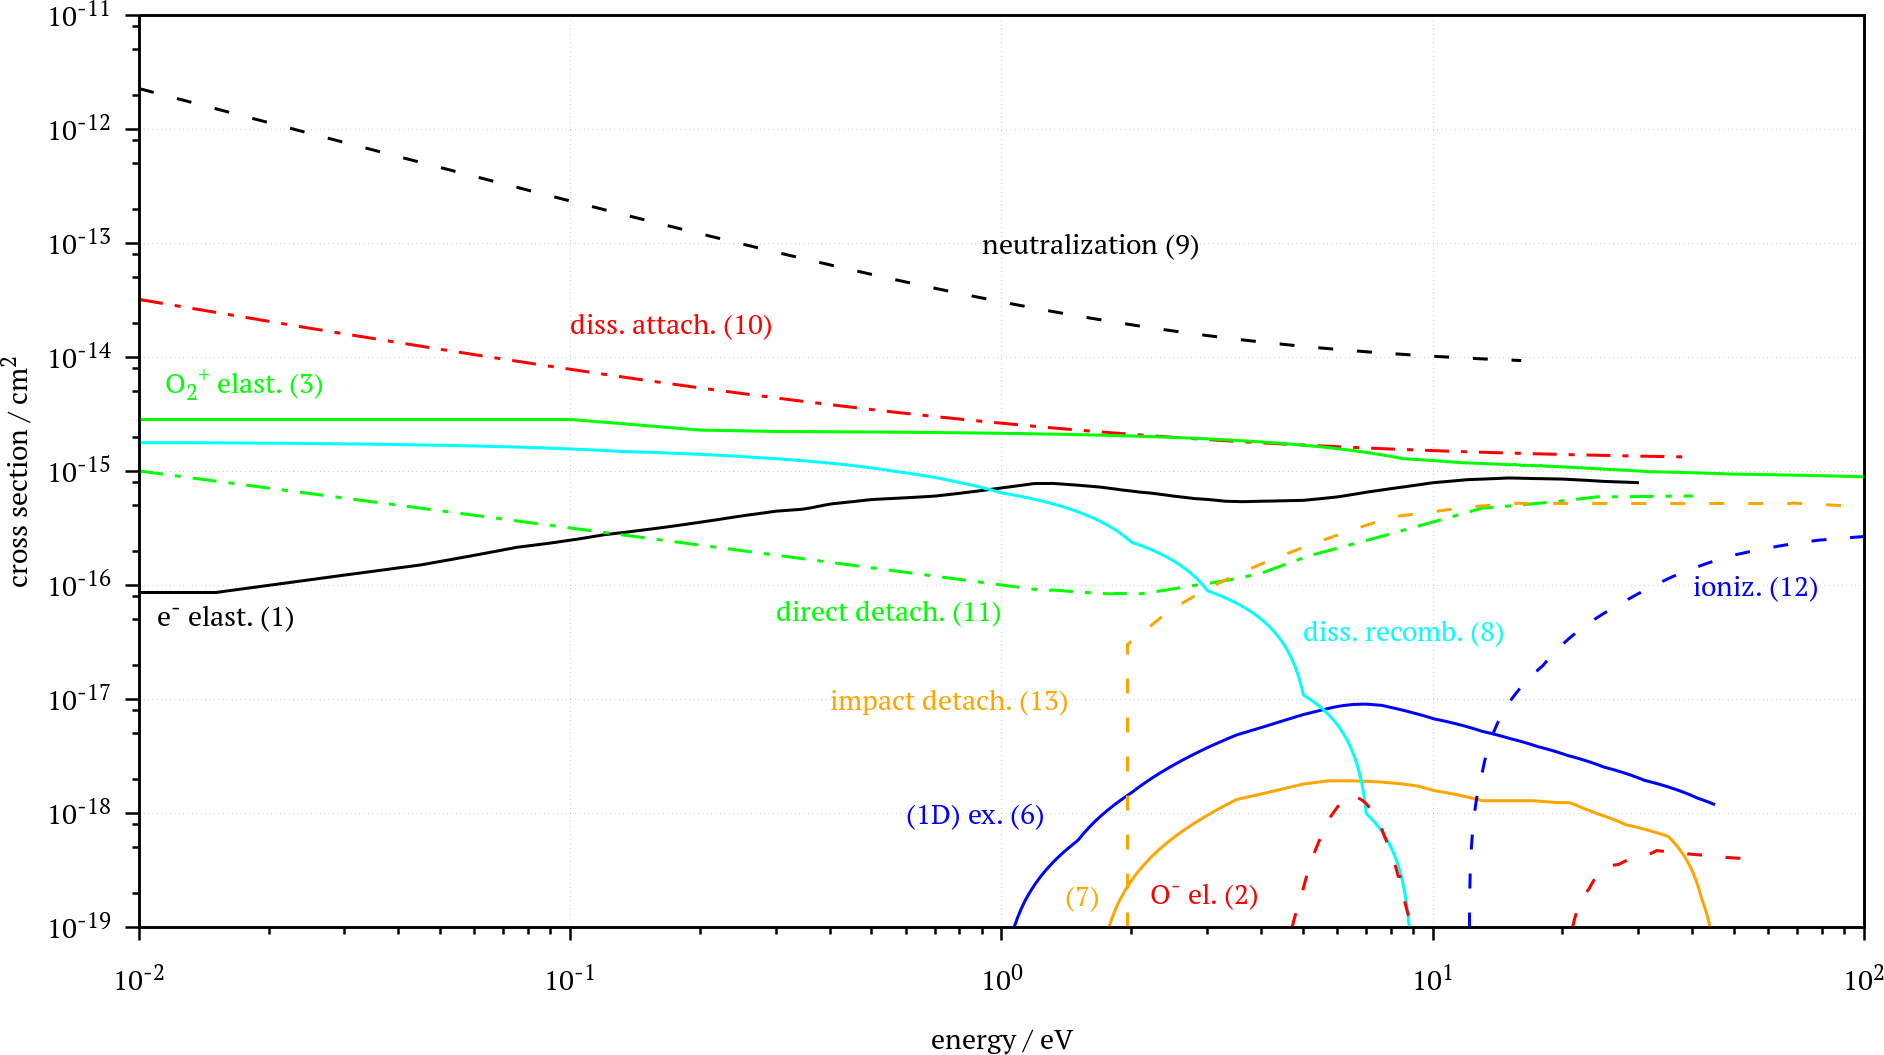 10-11
10-12
10-13
10-14
10-15
10-16
10-17
10-18
10-19
cross section / cm2
neutralization (9)
diss. attach. (10)
O2+ elast. (3)
e- elast. (1)
direct detach. (11)
ioniz. (12)
diss. recomb. (8)
impact detach. (13)
(1D) ex. (6)
(7)
O- el. (2)
10-2
10-1
100
101
102
energy / eV